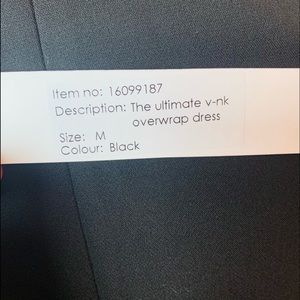 Item no: 16099187
Description: The ultimate v-nk
overwrap dress
Size: M
Colour: Black